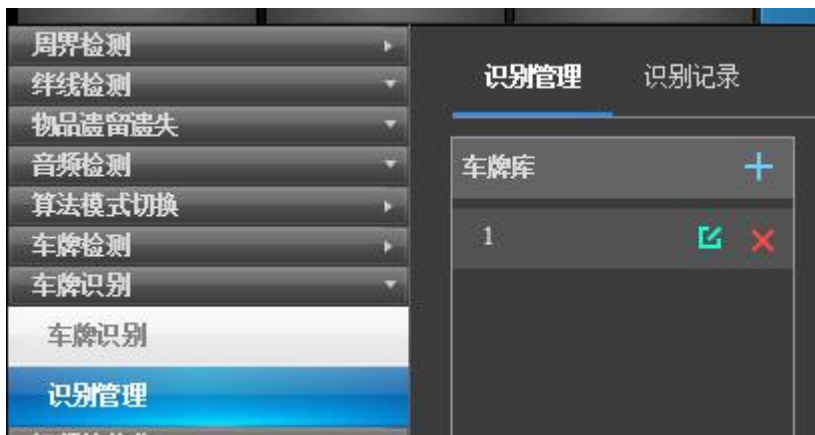 周界检测
绊线检测
物品遗留遗失
音频检测
算法模式切换
车牌检测
车牌识别
车牌识别
识别管理
识别管理 识别记录
车牌库
1